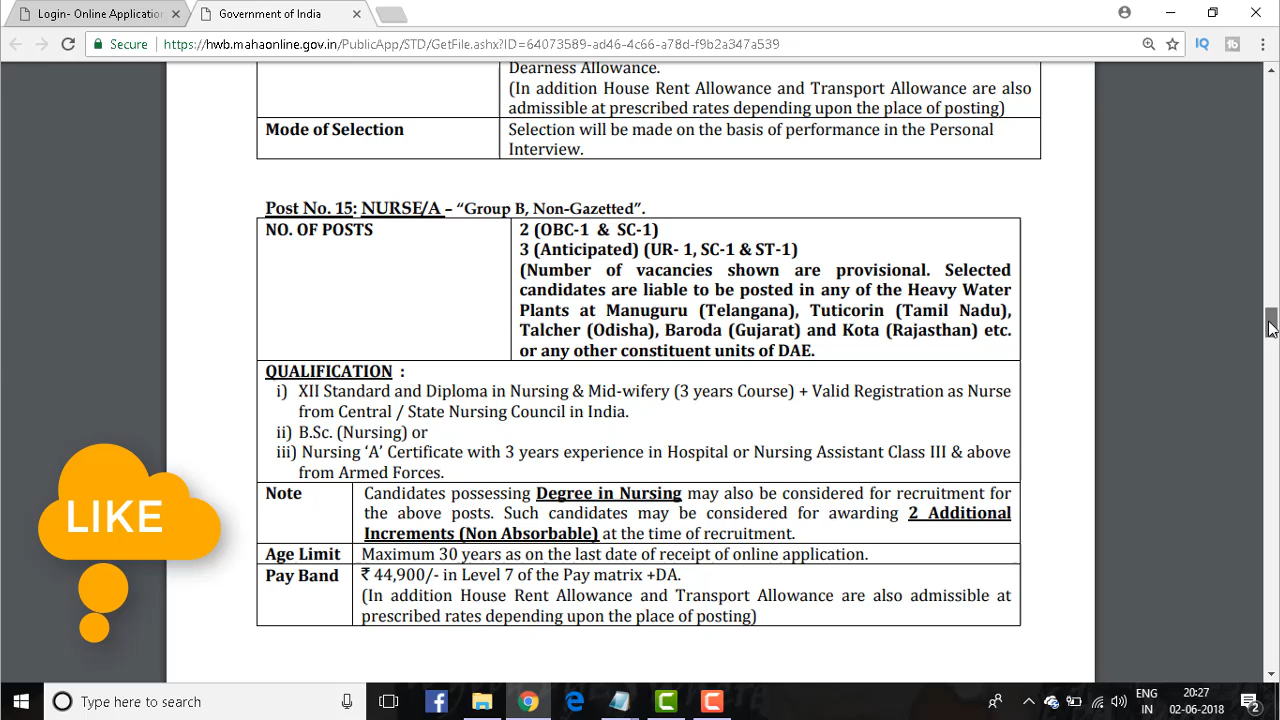 Login- Online Application
Government of India
Secure
https://hwb.mahaonline.gov.in/PublicApp/STD/GetFile.ashx?ID=64073589-ad46-4c66-a78d-f9b2a347a539
Dearness Allowance.
(In addition House Rent Allowance and Transport Allowance are also
admissible at prescribed rates depending upon the place of posting)
Mode of Selection
Selection will be made on the basis of performance in the Personal
Interview.
Post No. 15: NURSE/A – “Group B, Non-Gazetted”.
NO. OF POSTS
2 (OBC-1 & SC-1)
3 (Anticipated) (UR- 1, SC-1 & ST-1)
(Number of vacancies shown are provisional. Selected
candidates are liable to be posted in any of the Heavy Water
Plants at Manuguru (Telangana), Tuticorin (Tamil Nadu),
Talcher (Odisha), Baroda (Gujarat) and Kota (Rajasthan) etc.
or any other constituent units of DAE.
QUALIFICATION :
i) XII Standard and Diploma in Nursing & Mid-wifery (3 years Course) + Valid Registration as Nurse
from Central / State Nursing Council in India.
ii) B.Sc. (Nursing) or
iii) Nursing ‘A’ Certificate with 3 years experience in Hospital or Nursing Assistant Class III & above
from Armed Forces.
Note
Candidates possessing Degree in Nursing may also be considered for recruitment for
the above posts. Such candidates may be considered for awarding 2 Additional
Increments (Non Absorbable) at the time of recruitment.
Age Limit
Maximum 30 years as on the last date of receipt of online application.
Pay Band
₹ 44,900/- in Level 7 of the Pay matrix +DA.
(In addition House Rent Allowance and Transport Allowance are also admissible at
prescribed rates depending upon the place of posting)
LIKE
Type here to search
ENG
IN
20:27
02-06-2018
2